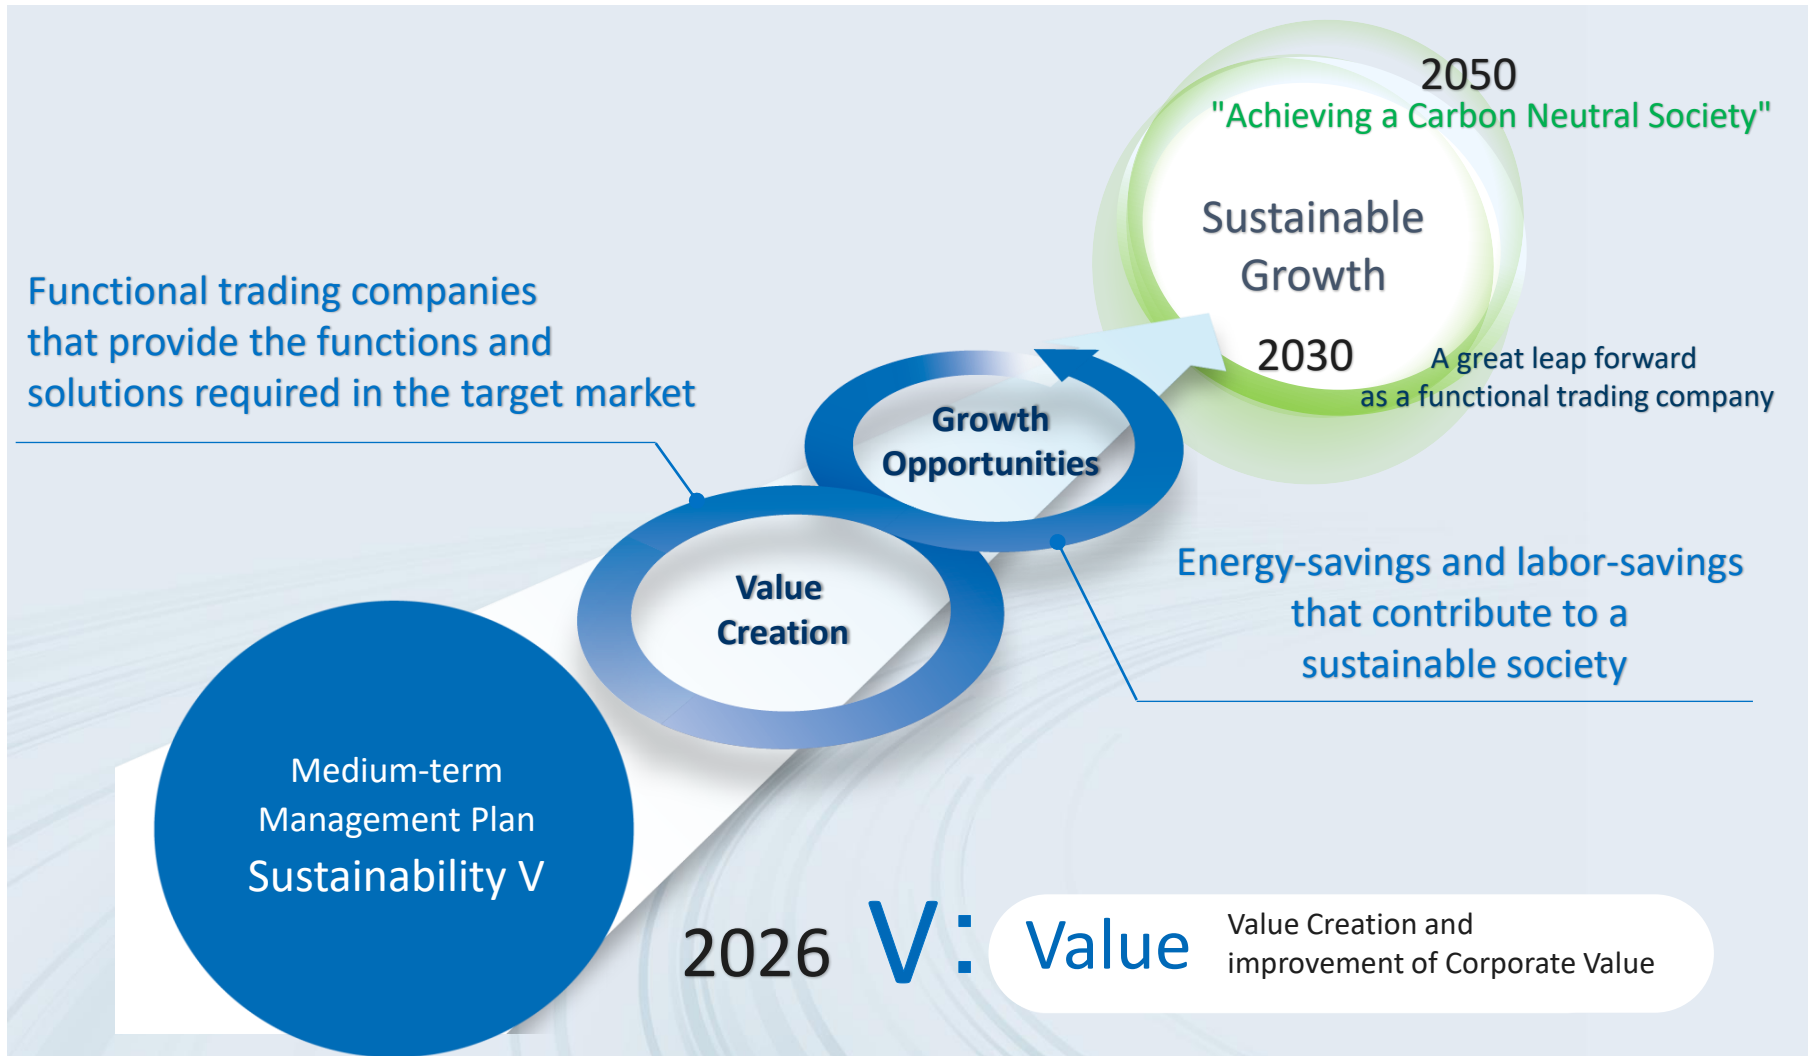 2050
"Achieving a Carbon Neutral Society"
Sustainable
Growth
2030
A great leap forward
as a functional trading company
Functional trading companies
that provide the functions and
solutions required in the target market
Growth
Opportunities
Value
Creation
Energy-savings and labor-savings
that contribute to a
sustainable society
Medium-term
Management Plan
Sustainability V
2026 V: Value
Value Creation and
improvement of Corporate Value